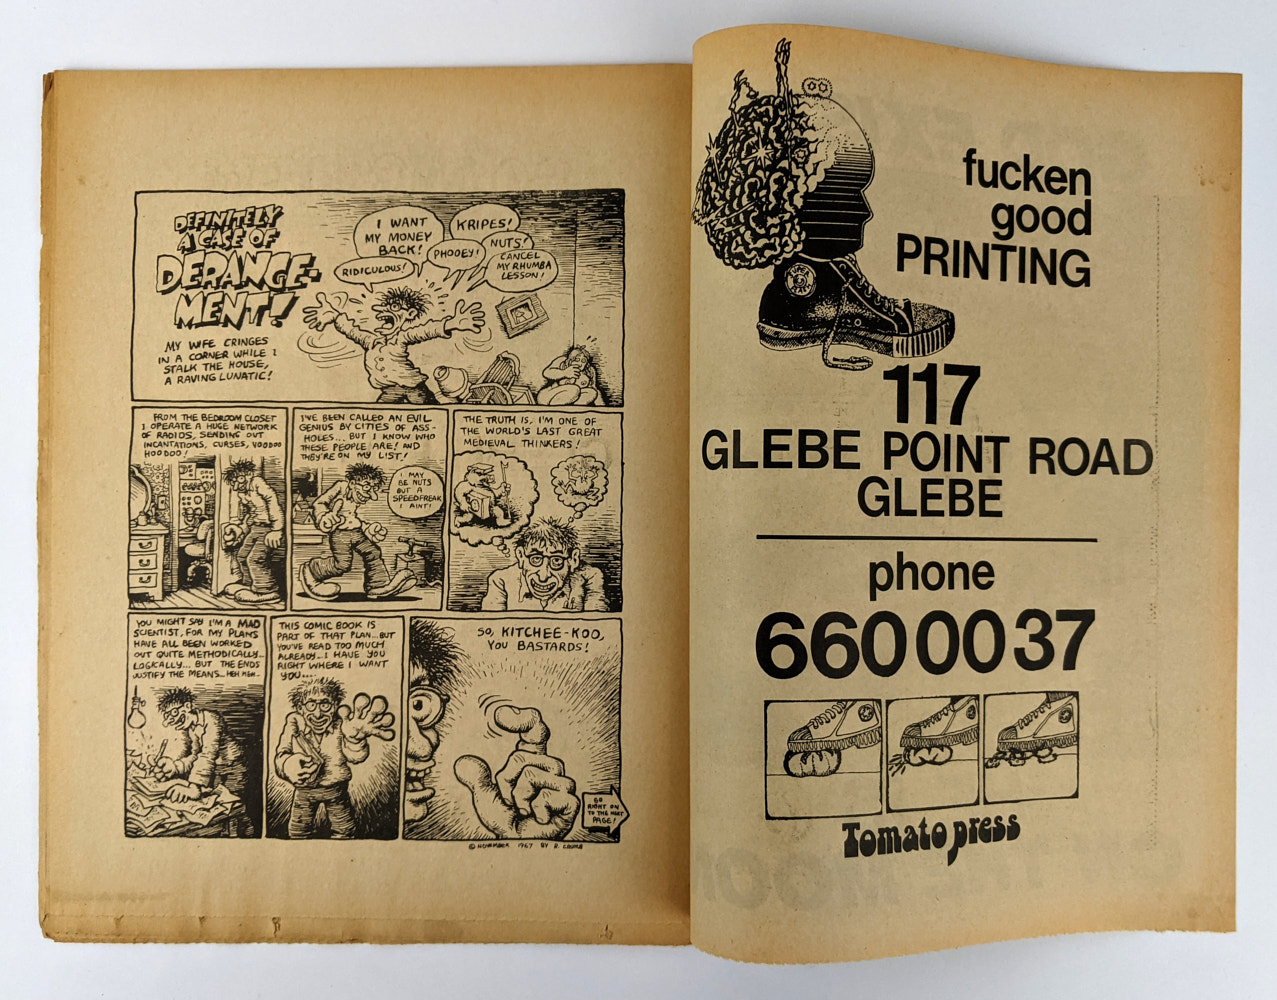 DEFINITELY
A CASE OF
DERANGE-
MENT!
MY WIFE CRINGES
IN A CORNER WHILE I
STALK THE HOUSE,
A RAVING LUNATIC!
RIDICULOUS!
I WANT
MY MONEY
BACK!
PHOOEY!
KRIPES!
NUTS!
CANCEL
MY RHUMBA
LESSON!
FROM THE BEDROOM CLOSET
I OPERATE A HUGE NETWORK
OF RADIOS, SENDING OUT
INCANTATIONS, CURSES, VOODOO
HOODOO!
I'VE BEEN CALLED AN EVIL
GENIUS BY CITIES OF ASS-
HOLES... BUT I KNOW WHO
THESE PEOPLE ARE! AND
THEY'RE ON MY LIST!
I MAY
BE NUTS
BUT A
SPEEDFREAK
I AIN'T!
THE TRUTH IS, I'M ONE OF
THE WORLD'S LAST GREAT
MEDIEVAL THINKERS!
YOU MIGHT SAY I'M A MAD
SCIENTIST, FOR MY PLANS
HAVE ALL BEEN WORKED
OUT QUITE METHODICALLY..
LOGICALLY... BUT THE ENDS
JUSTIFY THE MEANS.. HEH HEH..
THIS COMIC BOOK IS
PART OF THAT PLAN...BUT
YOU'VE READ TOO MUCH
ALREADY... I HAVE YOU
RIGHT WHERE I WANT
YOU...
SO, KITCHEE-KOO,
YOU BASTARDS!
GO
RIGHT ON
TO THE NEXT
PAGE!
© NOVEMBER 1967 BY R. CRUMB
fucken
good
PRINTING
117
GLEBE POINT ROAD
GLEBE
phone
660 00 37
Tomato press